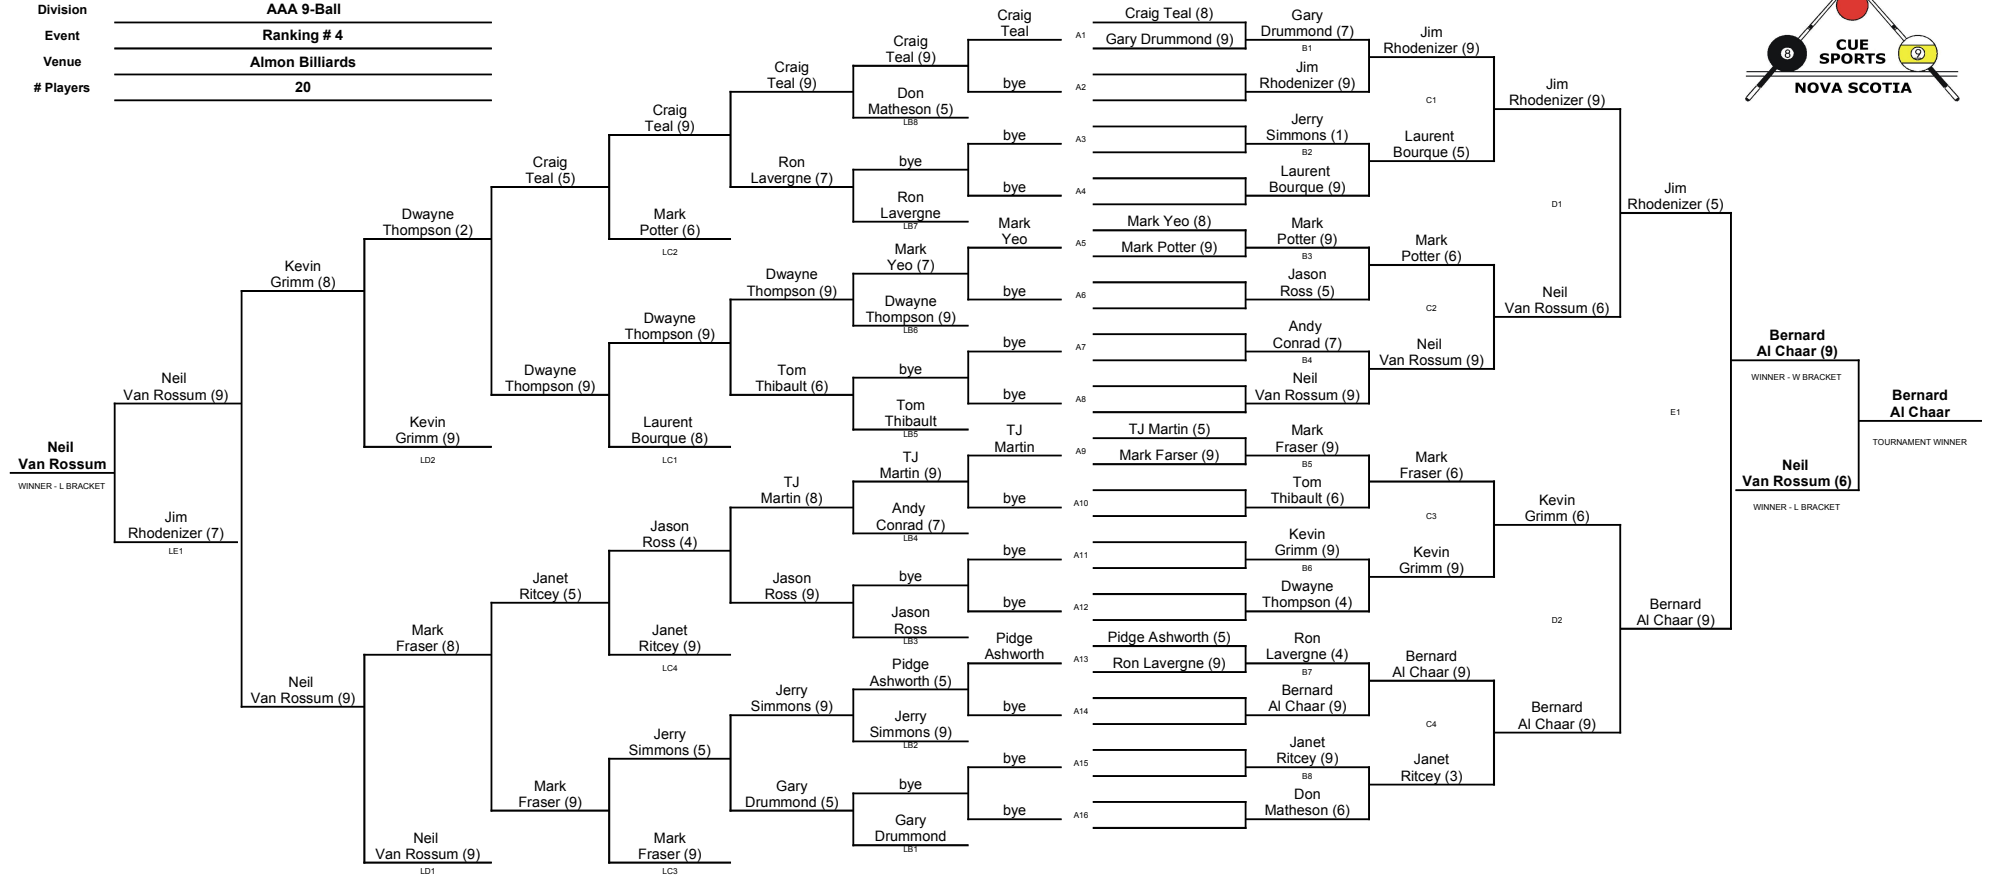 Division AAA 9-Ball
Event Ranking # 4
Venue Almon Billiards
# Players 20
8
9
CUE
SPORTS
NOVA SCOTIA
Neil
Van Rossum
WINNER - L BRACKET
Neil
Van Rossum (9)
Jim
Rhodenizer (7)
LE1
Kevin
Grimm (8)
Neil
Van Rossum (9)
Dwayne
Thompson (2)
Kevin
Grimm (9)
LD2
Mark
Fraser (8)
Neil
Van Rossum (9)
LD1
Craig
Teal (5)
Dwayne
Thompson (9)
Janet
Ritcey (5)
Mark
Fraser (9)
Craig
Teal (9)
Mark
Potter (6)
LC2
Dwayne
Thompson (9)
Laurent
Bourque (8)
LC1
Jason
Ross (4)
Janet
Ritcey (9)
LC4
Jerry
Simmons (5)
Mark
Fraser (9)
LC3
Craig
Teal (9)
Ron
Lavergne (7)
Dwayne
Thompson (9)
Tom
Thibault (6)
TJ
Martin (8)
Jason
Ross (9)
Jerry
Simmons (9)
Gary
Drummond (5)
Craig
Teal (9)
Don
Matheson (5)
LB8
bye
Ron
Lavergne
LB7
Mark
Yeo (7)
Dwayne
Thompson (9)
LB6
bye
Tom
Thibault
LB5
TJ
Martin (9)
Andy
Conrad (7)
LB4
bye
Jason
Ross
LB3
Pidge
Ashworth (5)
Jerry
Simmons (9)
LB2
bye
Gary
Drummond
LB1
Craig
Teal
bye
bye
bye
Mark
Yeo
bye
bye
bye
TJ
Martin
bye
bye
bye
Pidge
Ashworth
bye
bye
bye
A1
A2
A3
A4
A5
A6
A7
A8
A9
A10
A11
A12
A13
A14
A15
A16
Craig Teal (8)
Gary Drummond (9)
Mark Yeo (8)
Mark Potter (9)
TJ Martin (5)
Mark Farser (9)
Pidge Ashworth (5)
Ron Lavergne (9)
Gary
Drummond (7)
B1
Jim
Rhodenizer (9)
Jerry
Simmons (1)
B2
Laurent
Bourque (9)
Mark
Potter (9)
B3
Jason
Ross (5)
Andy
Conrad (7)
B4
Neil
Van Rossum (9)
Mark
Fraser (9)
B5
Tom
Thibault (6)
Kevin
Grimm (9)
B6
Dwayne
Thompson (4)
Ron
Lavergne (4)
B7
Bernard
Al Chaar (9)
Janet
Ritcey (9)
B8
Don
Matheson (6)
Jim
Rhodenizer (9)
C1
Laurent
Bourque (5)
Mark
Potter (6)
C2
Neil
Van Rossum (9)
Mark
Fraser (6)
C3
Kevin
Grimm (9)
Bernard
Al Chaar (9)
C4
Janet
Ritcey (3)
Jim
Rhodenizer (9)
D1
Neil
Van Rossum (6)
Kevin
Grimm (6)
D2
Bernard
Al Chaar (9)
Jim
Rhodenizer (5)
E1
Bernard
Al Chaar (9)
Bernard
Al Chaar (9)
WINNER - W BRACKET
Neil
Van Rossum (6)
WINNER - L BRACKET
Bernard
Al Chaar
TOURNAMENT WINNER